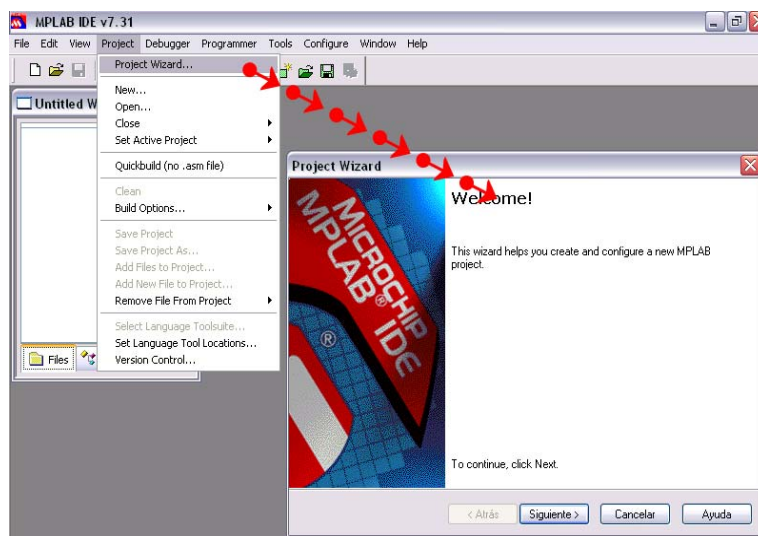 MPLAB IDE v7.31
File Edit View Project Debugger Programmer Tools Configure Window Help
Untitled W
Project Wizard...
New...
Open...
Close
Set Active Project
Quickbuild (no .asm file)
Clean
Build Options...
Save Project
Save Project As...
Add Files to Project...
Add New File to Project...
Remove File From Project
Select Language Toolsuite...
Set Language Tool Locations...
Version Control...
Files
Project Wizard
MICROCHIP
MPLAB® IDE
®
Welcome!
This wizard helps you create and configure a new MPLAB
project.
To continue, click Next.
< Atrás Siguiente > Cancelar Ayuda